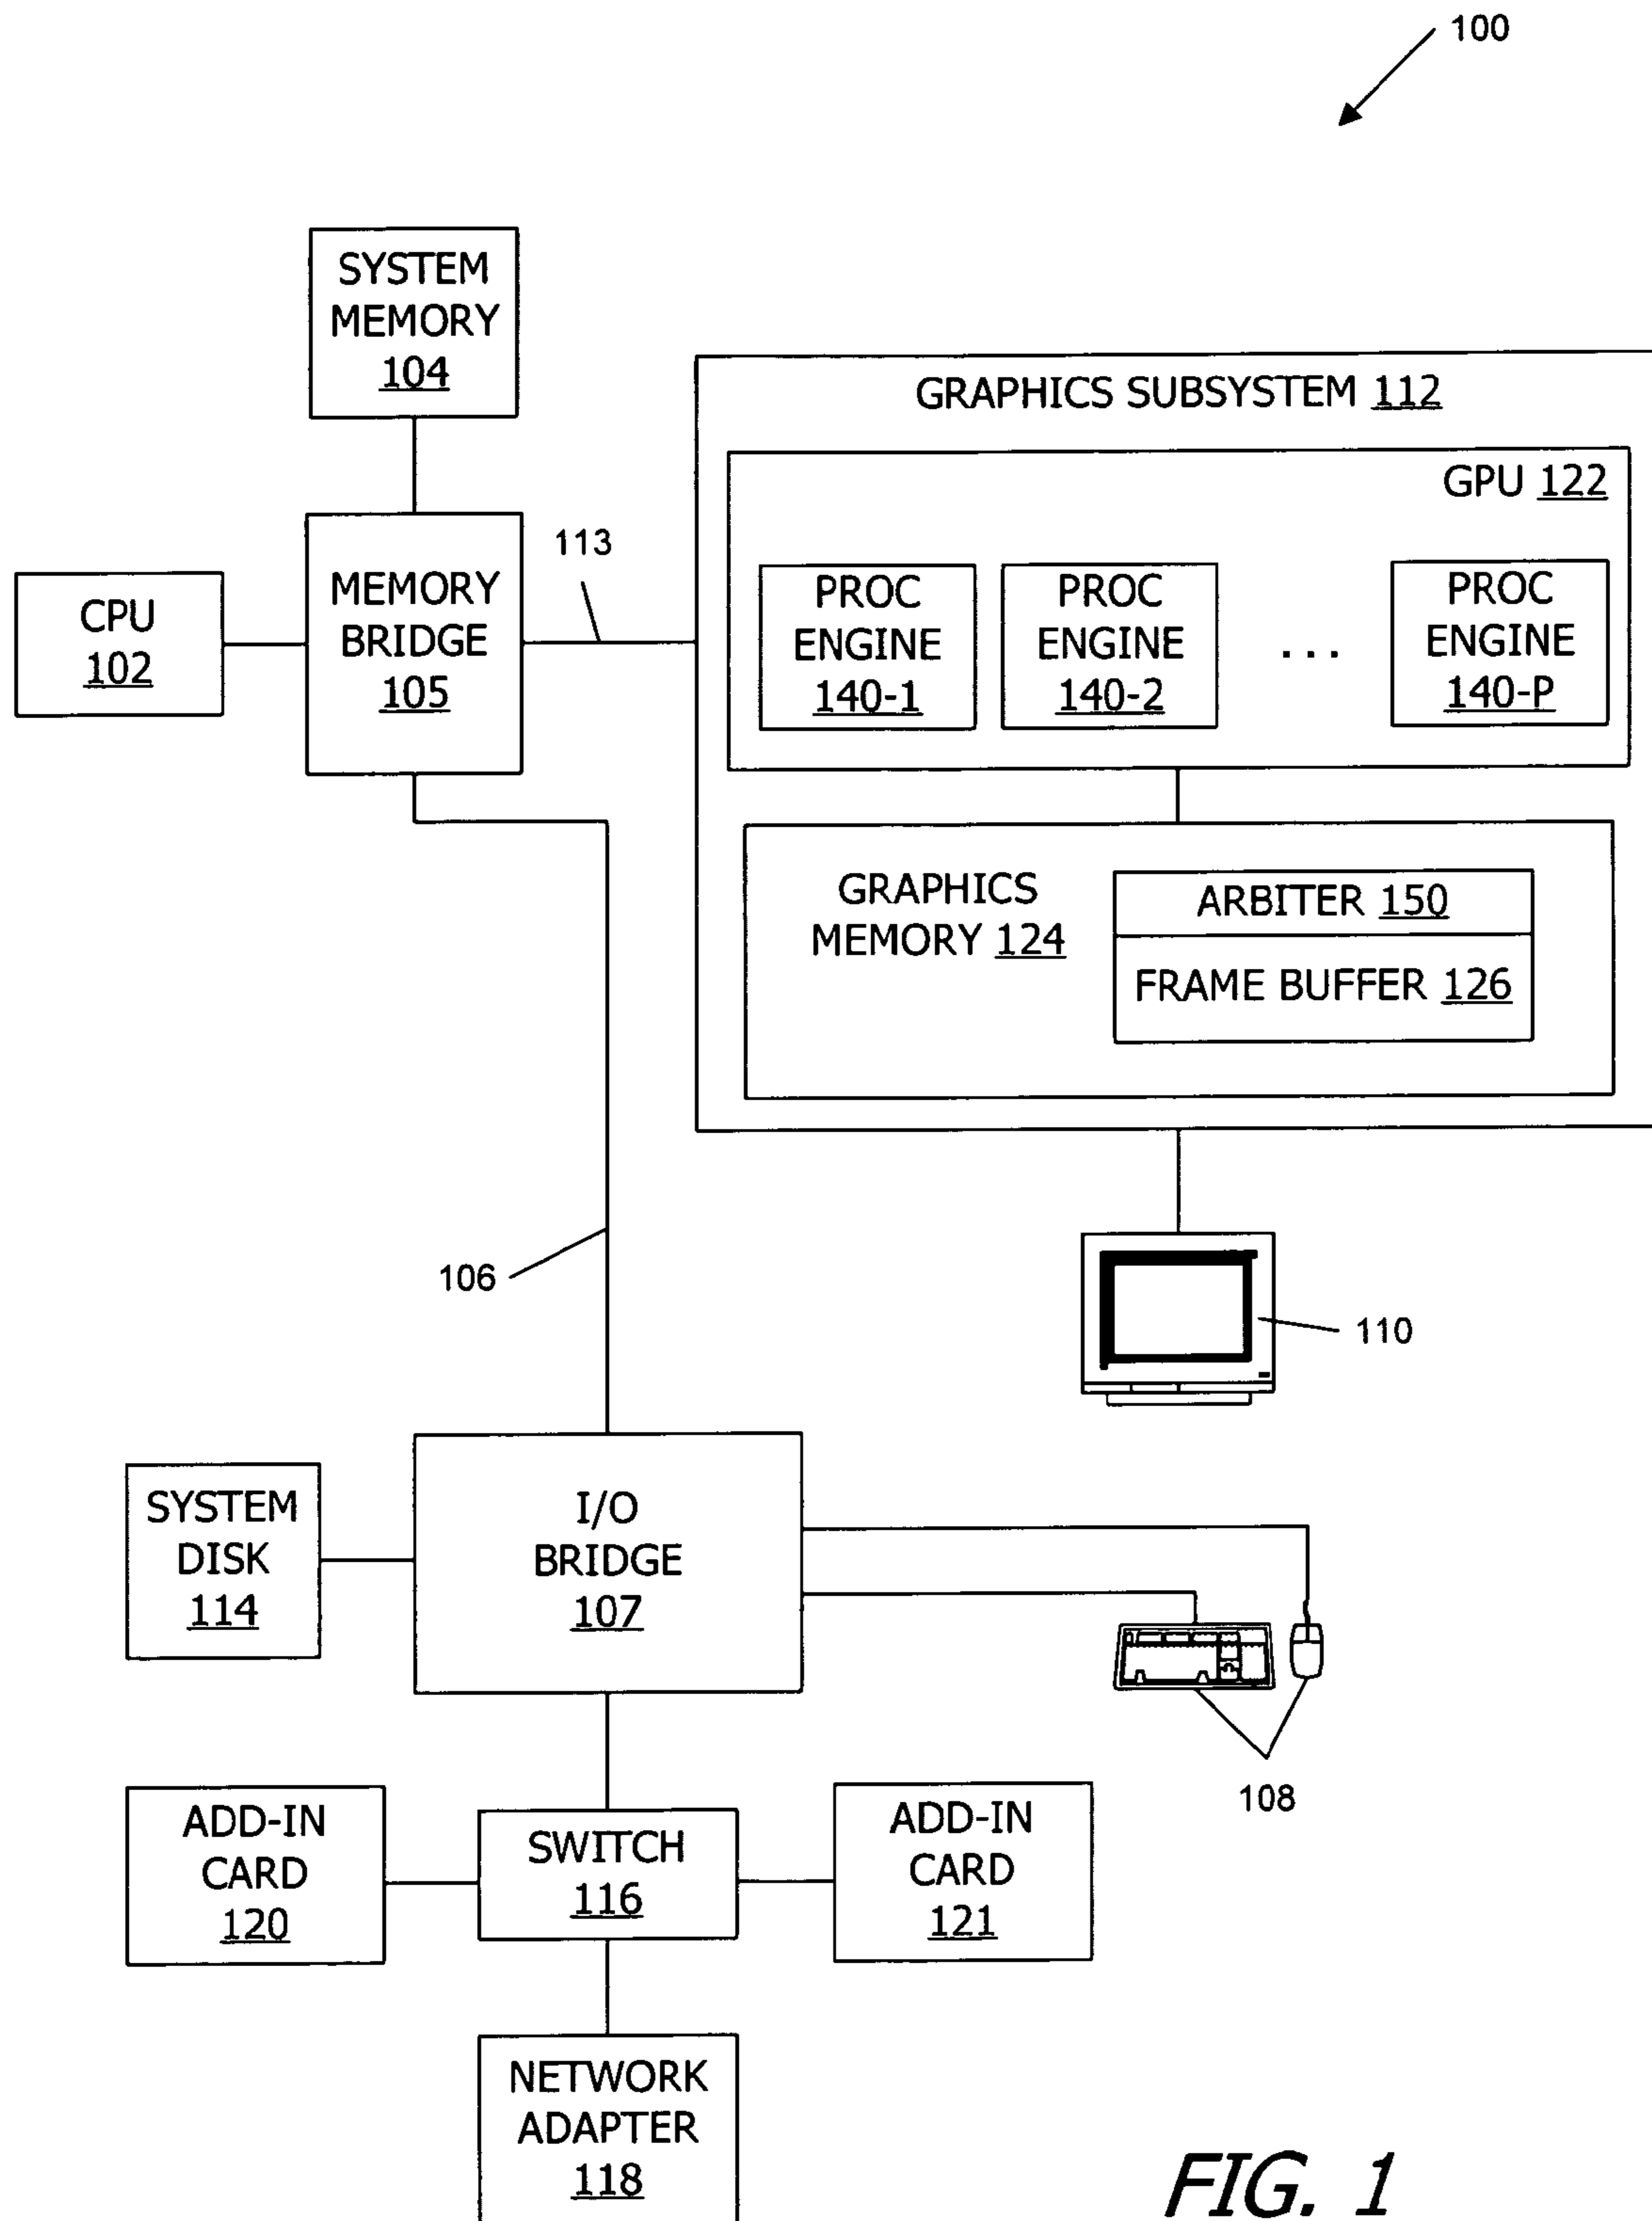 100
SYSTEM
MEMORY
104
GRAPHICS SUBSYSTEM 112
GPU 122
113
CPU
102
MEMORY
BRIDGE
105
PROC
ENGINE
140-1
PROC
ENGINE
140-2
...
PROC
ENGINE
140-P
GRAPHICS
MEMORY 124
ARBITER 150
FRAME BUFFER 126
106
110
SYSTEM
DISK
114
I/O
BRIDGE
107
108
ADD-IN
CARD
120
SWITCH
116
ADD-IN
CARD
121
NETWORK
ADAPTER
118
FIG. 1